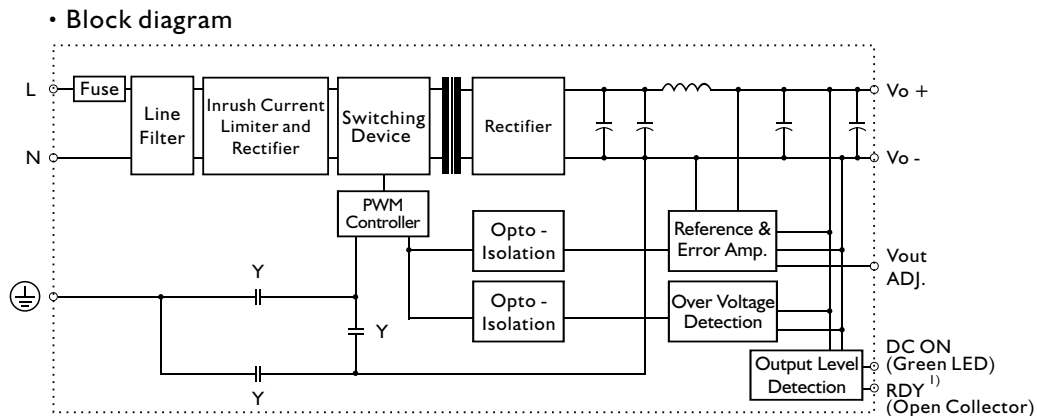 • Block diagram
L
Fuse
Line
Filter
Inrush Current
Limiter and
Rectifier
Switching
Device
Rectifier
Vo +
N
Vo -
PWM
Controller
Opto -
Isolation
Reference &
Error Amp.
Vout
ADJ.
Y
Opto -
Isolation
Over Voltage
Detection
Y
Output Level
Detection
DC ON
(Green LED)
RDY 1)
(Open Collector)
Y